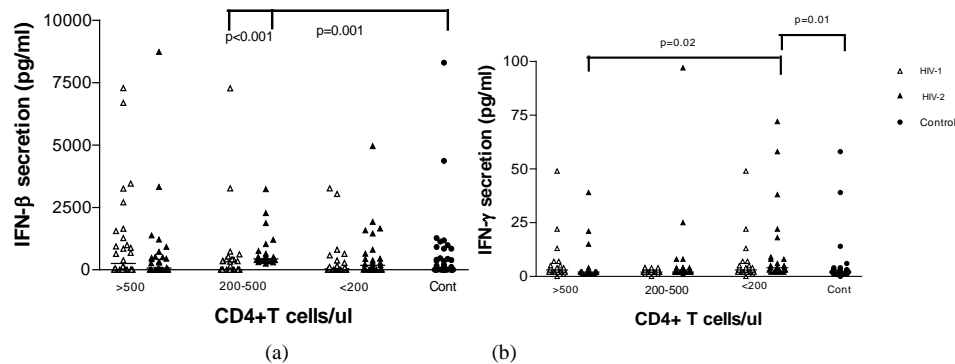 p<0.001
p=0.001
IFN-β secretion (pg/ml)
10000
7500
5000
2500
0
>500
200-500
<200
Cont
CD4+T cells/ul
(a)
p=0.01
p=0.02
IFN-γ secretion (pg/ml)
100
75
50
25
0
>500
200-500
<200
Cont
CD4+ T cells/ul
(b)
HIV-1
HIV-2
Control